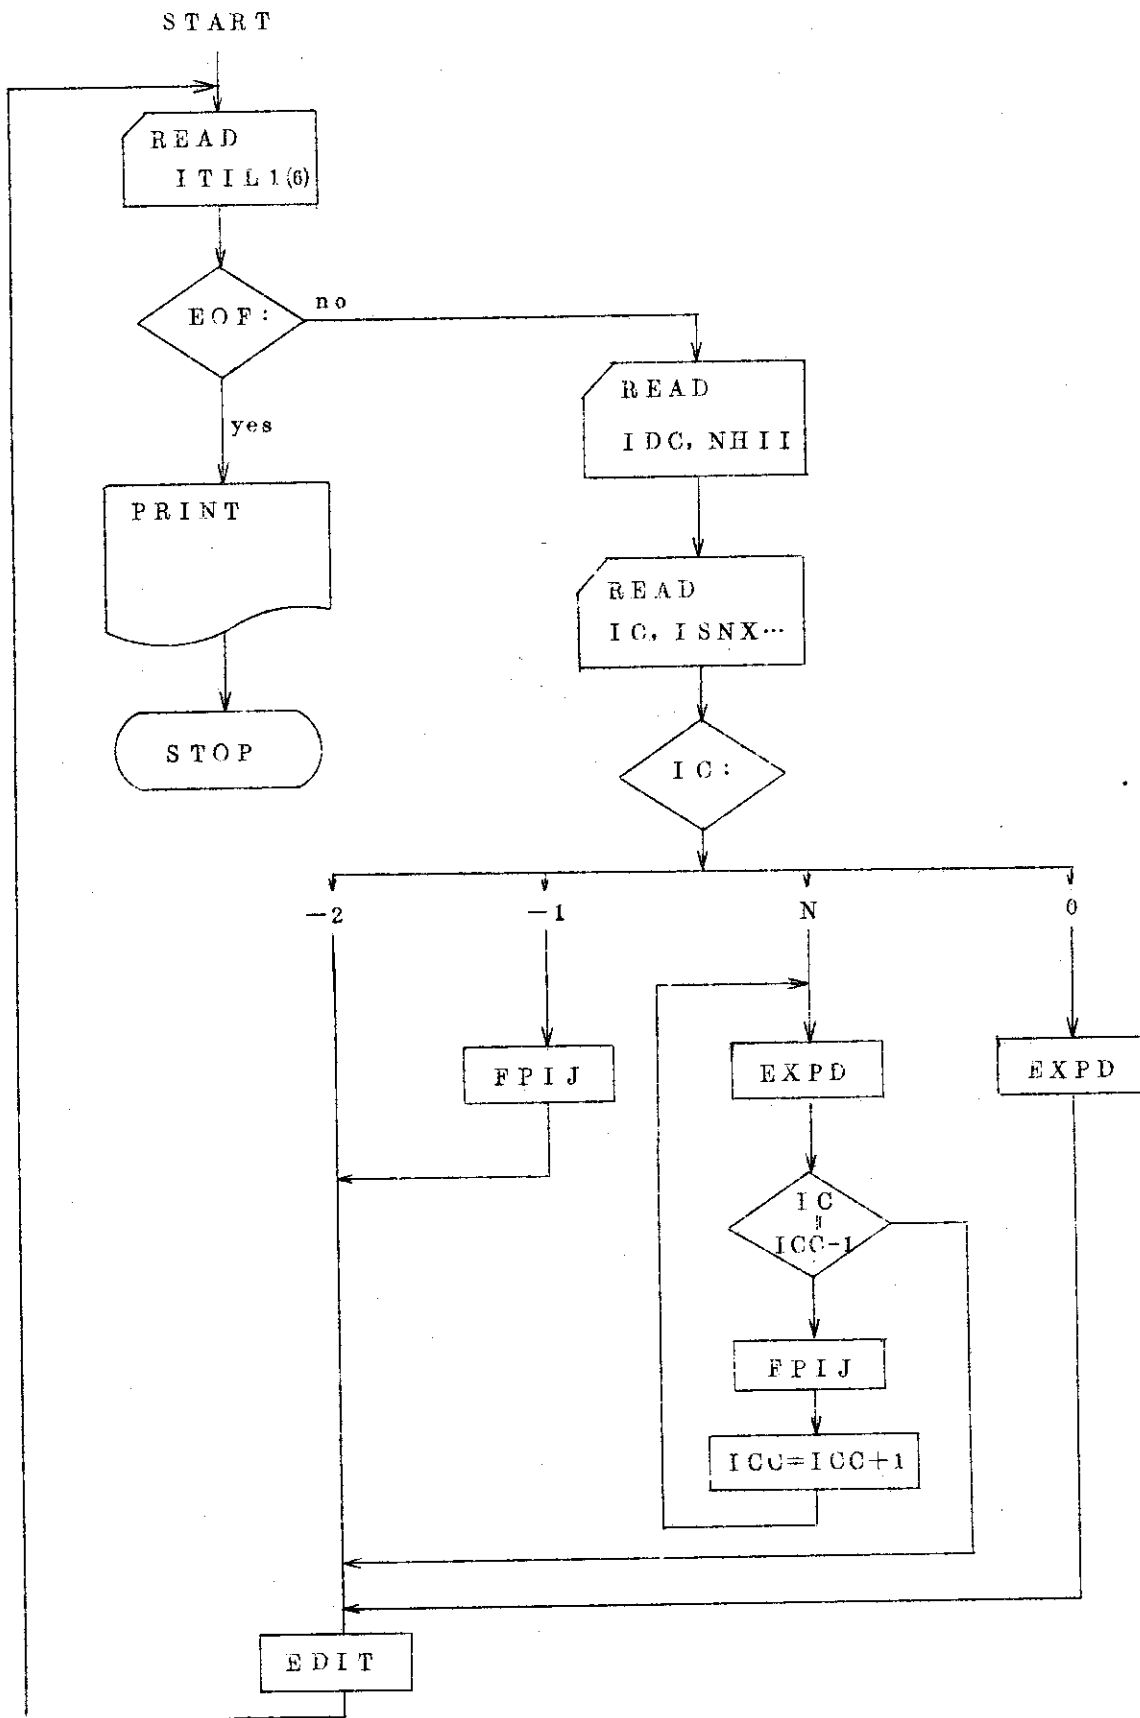 START
READ
ITIL1(6)
EOF:
no
yes
READ
IDC, NHII
PRINT
READ
IC, ISNX…
STOP
IC:
−2
−1
N
0
FPIJ
EXPD
EXPD
IC
=
ICC−1
FPIJ
ICC=ICC+1
EDIT